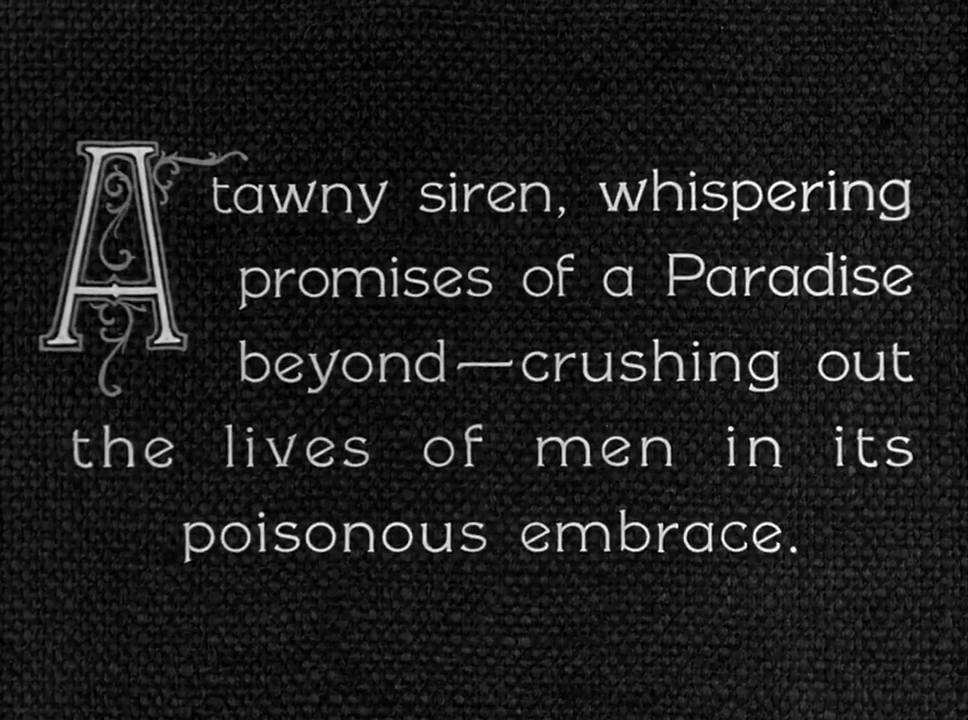 A tawny siren, whispering
promises of a Paradise
beyond—crushing out
the lives of men in its
poisonous embrace.